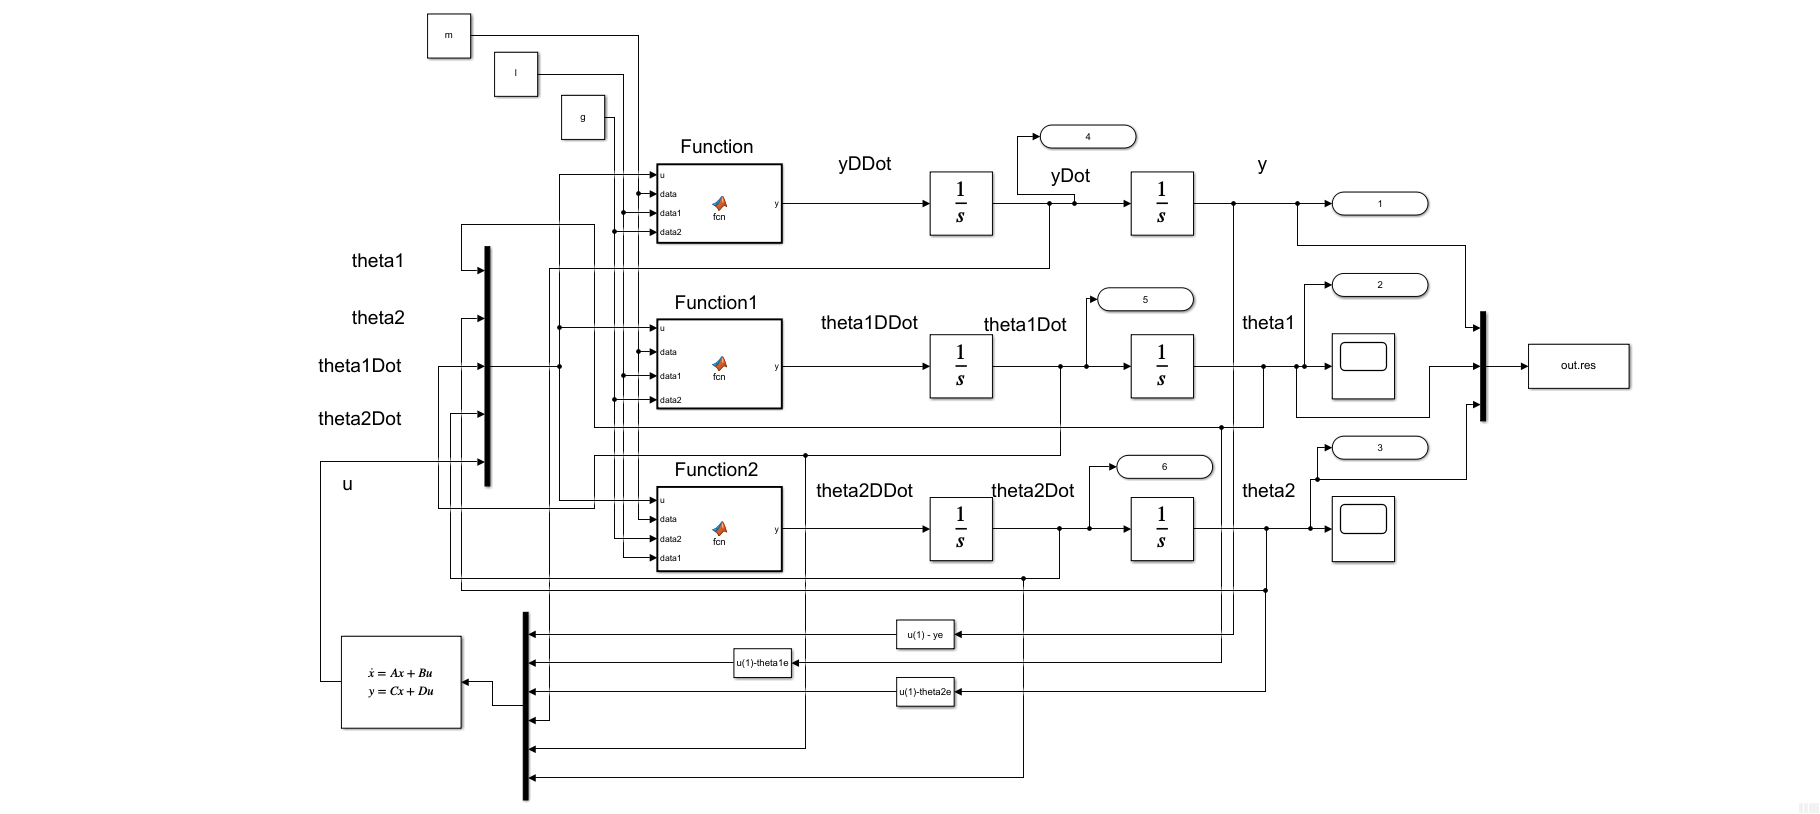 m
l
g
Function
u
data
data1
data2
fcn
y
yDDot
1
s
yDot
4
1
s
y
1
theta1
theta2
theta1Dot
theta2Dot
u
Function1
u
data
data1
data2
fcn
y
theta1DDot
1
s
theta1Dot
5
1
s
theta1
2
out.res
Function2
u
data
data2
data1
fcn
y
theta2DDot
1
s
theta2Dot
6
1
s
theta2
3
u(1) - ye
u(1)-theta1e
u(1)-theta2e
ẋ = Ax + Bu
y = Cx + Du